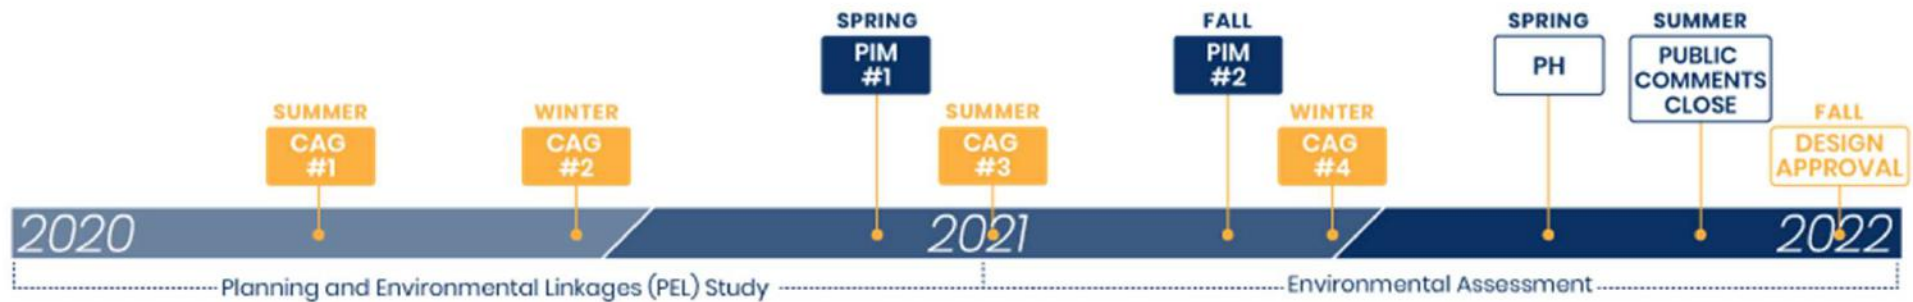 SPRING
PIM
#1
FALL
PIM
#2
SPRING
PH
SUMMER
PUBLIC
COMMENTS
CLOSE
SUMMER
CAG
#1
WINTER
CAG
#2
SUMMER
CAG
#3
WINTER
CAG
#4
FALL
DESIGN
APPROVAL
2020
2021
2022
Planning and Environmental Linkages (PEL) Study
Environmental Assessment